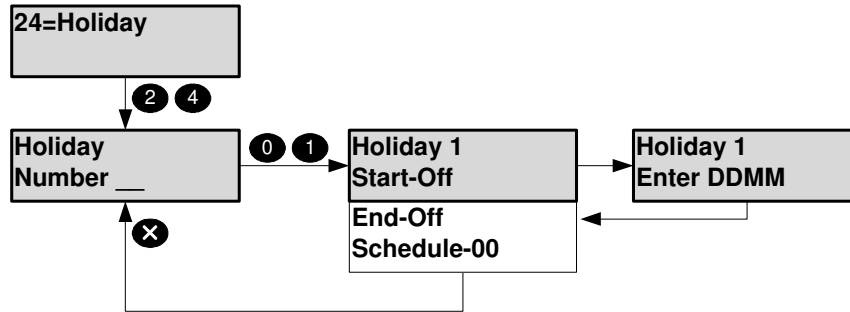 24=Holiday
2 4
Holiday
Number __
0 1
Holiday 1
Start-Off
End-Off
Schedule-00
Holiday 1
Enter DDMM